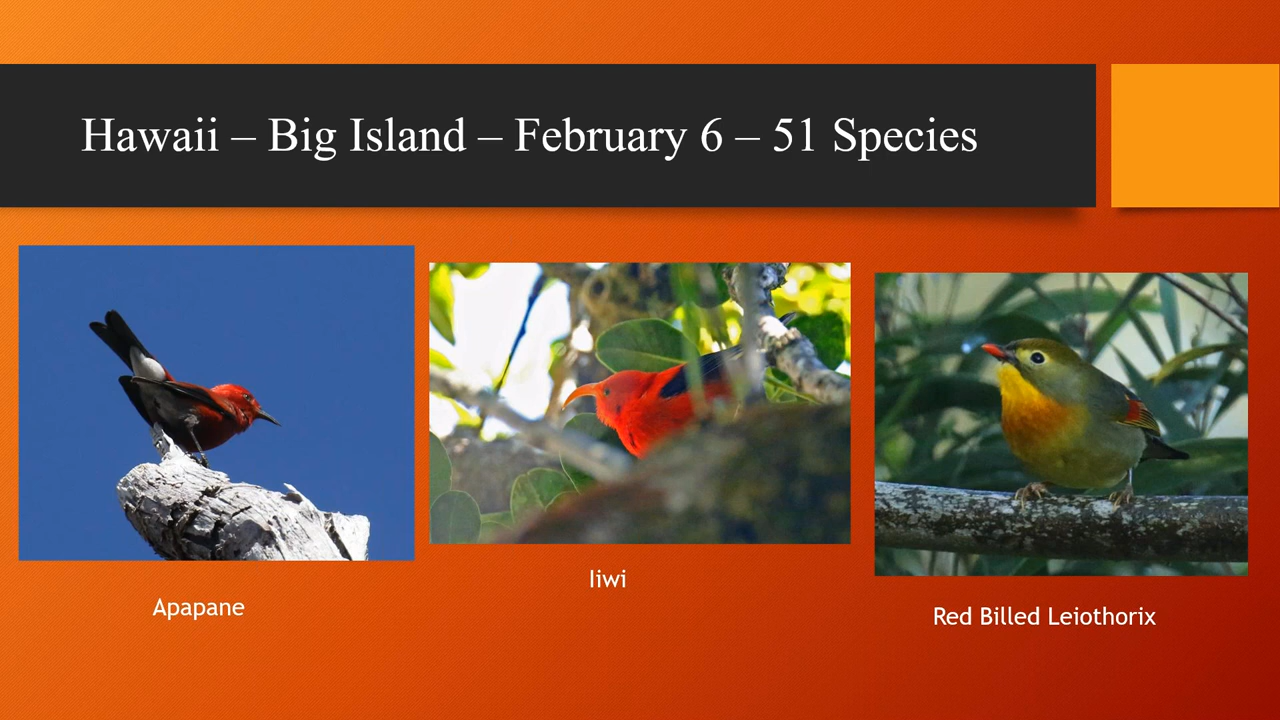 Hawaii – Big Island – February 6 – 51 Species
Apapane
Iiwi
Red Billed Leiothorix